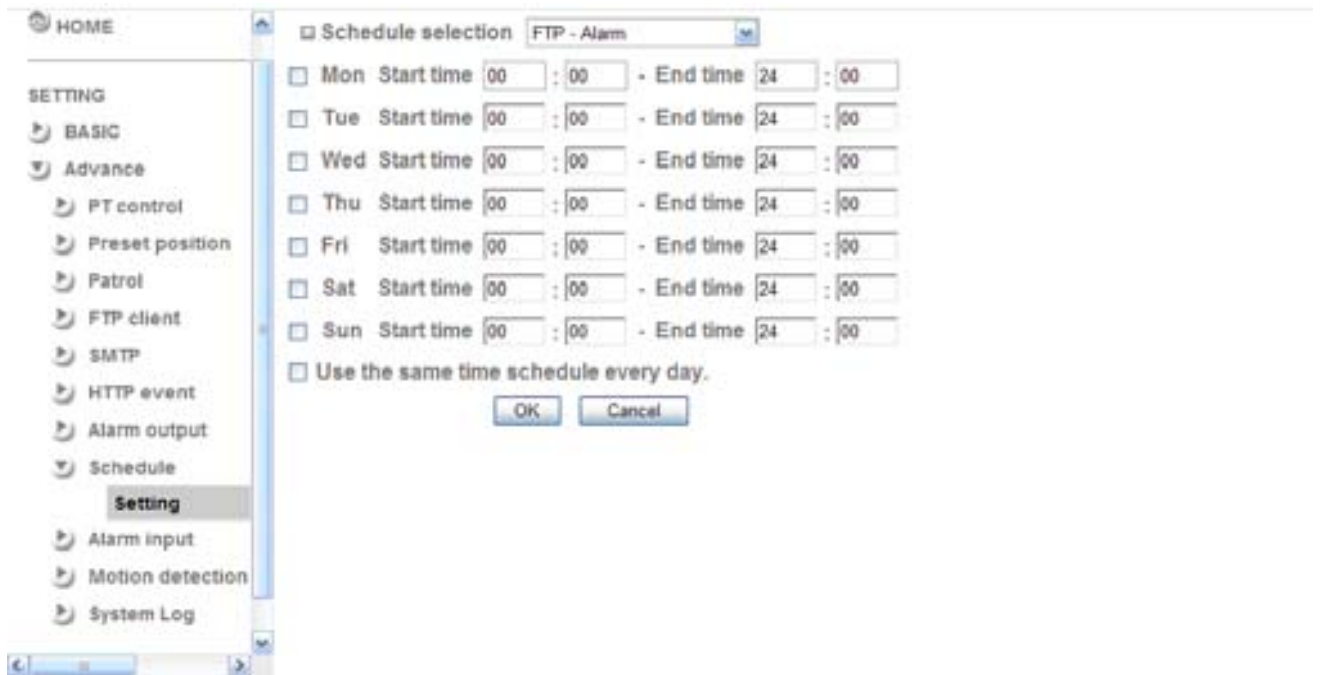 HOME
SETTING
BASIC
Advance
PT control
Preset position
Patrol
FTP client
SMTP
HTTP event
Alarm output
Schedule
Setting
Alarm input
Motion detection
System Log
Schedule selection FTP - Alarm
Mon Start time 00 : 00 - End time 24 : 00
Tue Start time 00 : 00 - End time 24 : 00
Wed Start time 00 : 00 - End time 24 : 00
Thu Start time 00 : 00 - End time 24 : 00
Fri Start time 00 : 00 - End time 24 : 00
Sat Start time 00 : 00 - End time 24 : 00
Sun Start time 00 : 00 - End time 24 : 00
Use the same time schedule every day.
OK Cancel